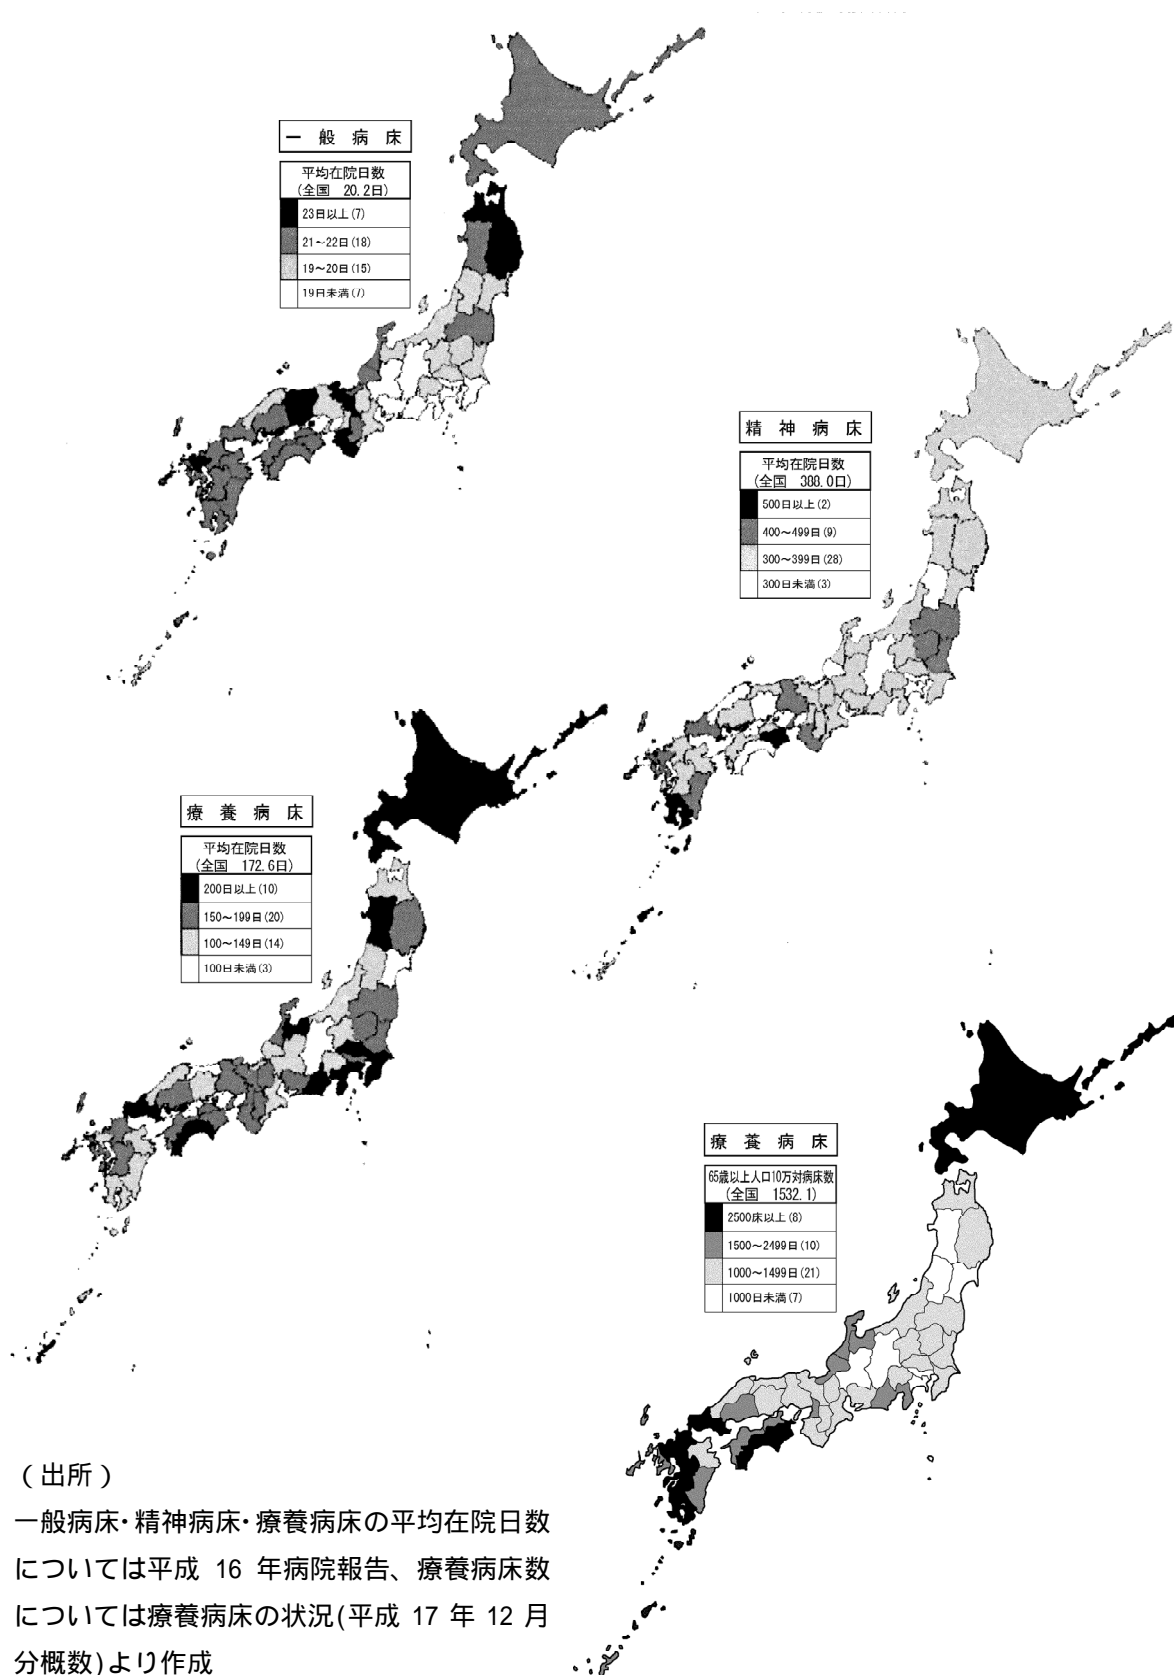 一般病床
平均在院日数
(全国 20.2日)
23日以上(7)
21~22日(18)
19~20日(15)
19日未満(7)
精神病床
平均在院日数
(全国 388.0日)
500日以上(2)
400~499日(9)
300~399日(28)
300日未満(3)
療養病床
平均在院日数
(全国 172.6日)
200日以上(10)
150~199日(20)
100~149日(14)
100日未満(3)
療養病床
65歳以上人口10万対病床数
(全国 1532.1)
2500床以上(8)
1500~2499日(10)
1000~1499日(21)
1000日未満(7)
(出所)
一般病床・精神病床・療養病床の平均在院日数
については平成 16 年病院報告、療養病床数
については療養病床の状況(平成 17 年 12 月
分概数)より作成